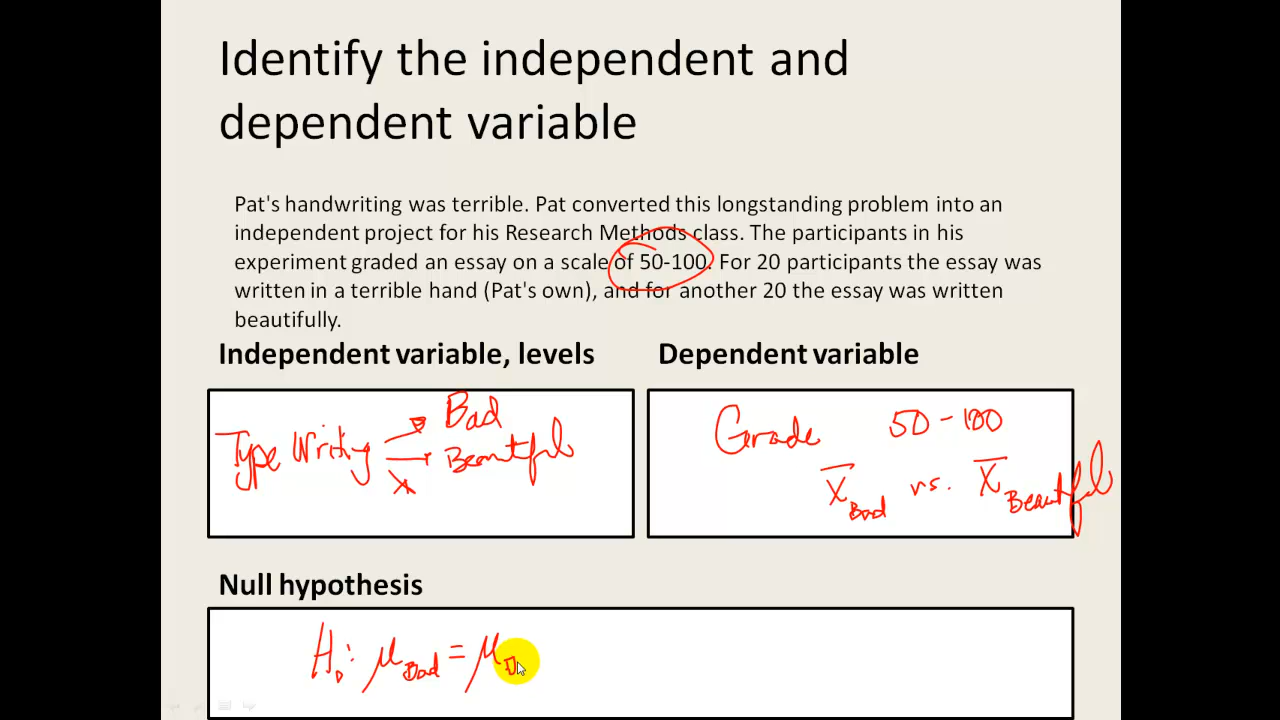 Identify the independent and
dependent variable
Pat's handwriting was terrible. Pat converted this longstanding problem into an
independent project for his Research Methods class. The participants in his
experiment graded an essay on a scale of 50-100. For 20 participants the essay was
written in a terrible hand (Pat's own), and for another 20 the essay was written
beautifully.
Independent variable, levels
Type Writing Bad
Beautiful
Dependent variable
Grade 50-100
X̅ Bad vs. X̅ Beautiful
Null hypothesis
H₀: μ Bad = μ